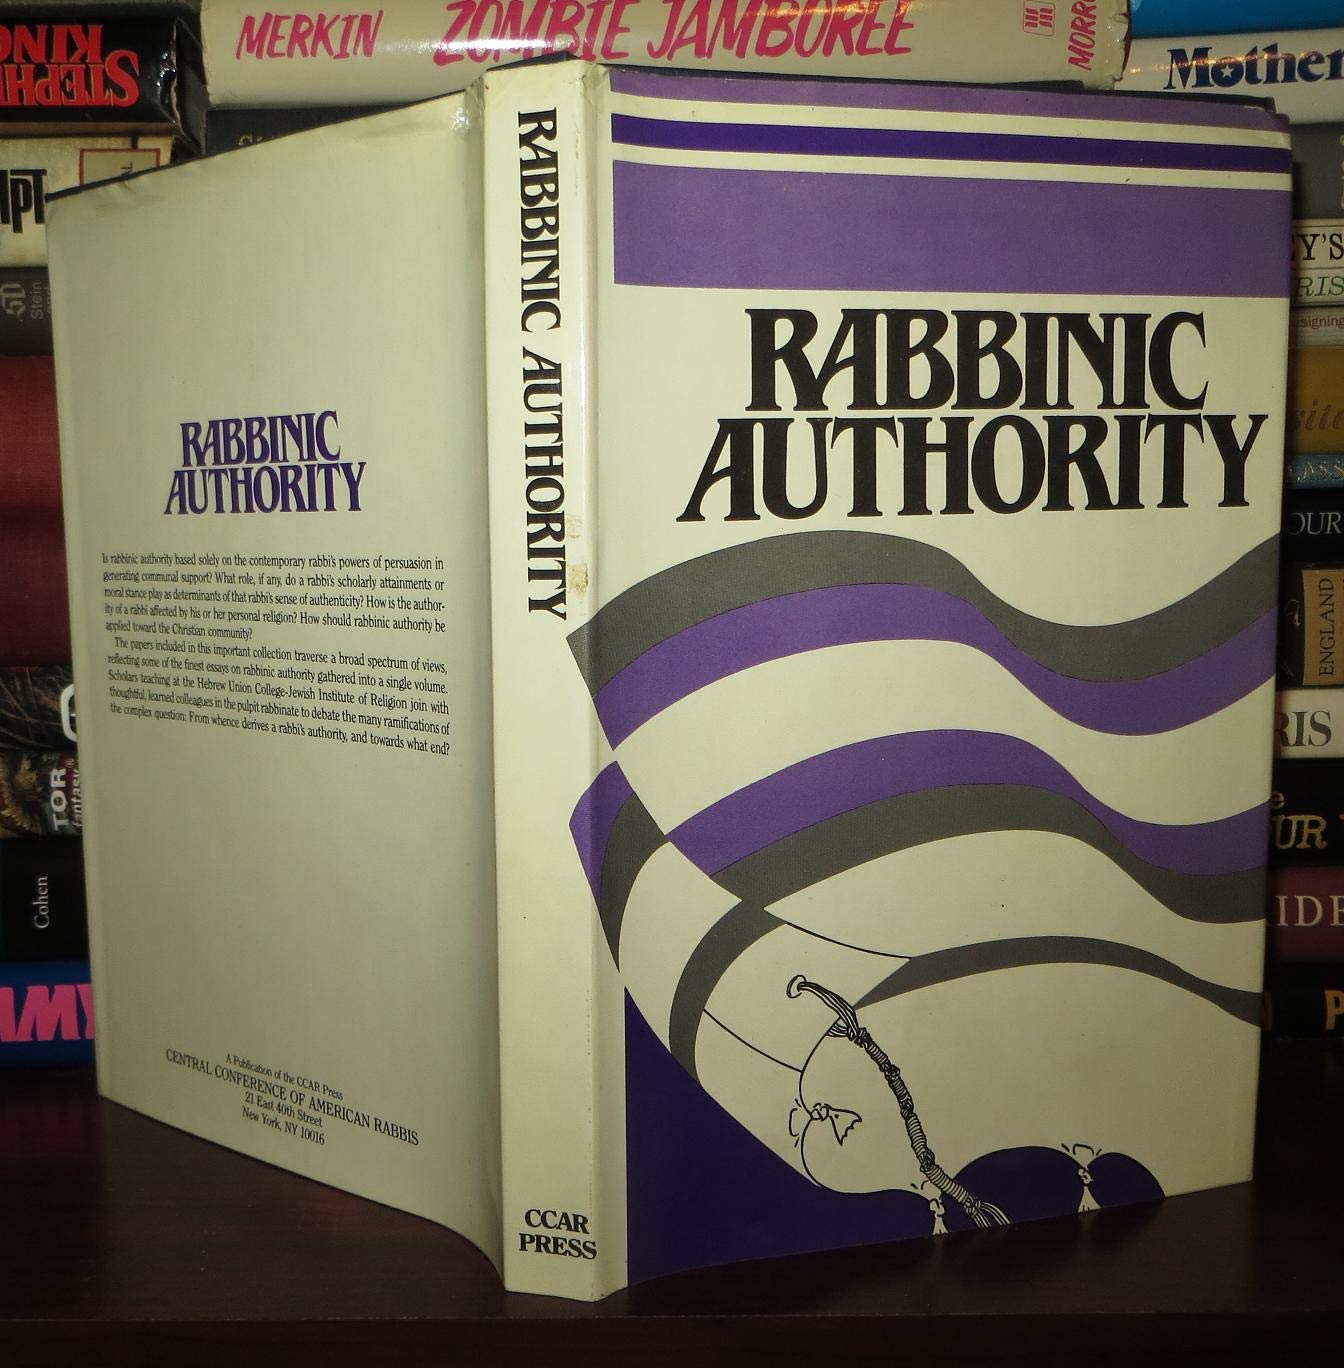 STEPHEN
KING
MERKIN ZOMBIE JAMBOREE
Mother
RABBINIC
AUTHORITY
Is rabbinic authority based solely on the contemporary rabbi's powers of persuasion in
generating communal support? What role, if any, do a rabbi's scholarly attainments or
moral stance play as determinants of that rabbi's sense of authenticity? How is the author-
ity of a rabbi affected by his or her personal religion? How should rabbinic authority be
applied toward the Christian community?
The papers included in this important collection traverse a broad spectrum of views,
reflecting some of the finest essays on rabbinic authority gathered into a single volume.
Scholars teaching at the Hebrew Union College-Jewish Institute of Religion join with
thoughtful, learned colleagues in the pulpit rabbinate to debate the many ramifications of
the complex question: From whence derives a rabbi's authority, and towards what end?
A Publication of the CCAR Press
CENTRAL CONFERENCE OF AMERICAN RABBIS
21 East 40th Street
New York, NY 10016
RABBINIC AUTHORITY
CCAR
PRESS
RABBINIC
AUTHORITY
Stein
TOR
fantasy
Cohen
ENGLAND